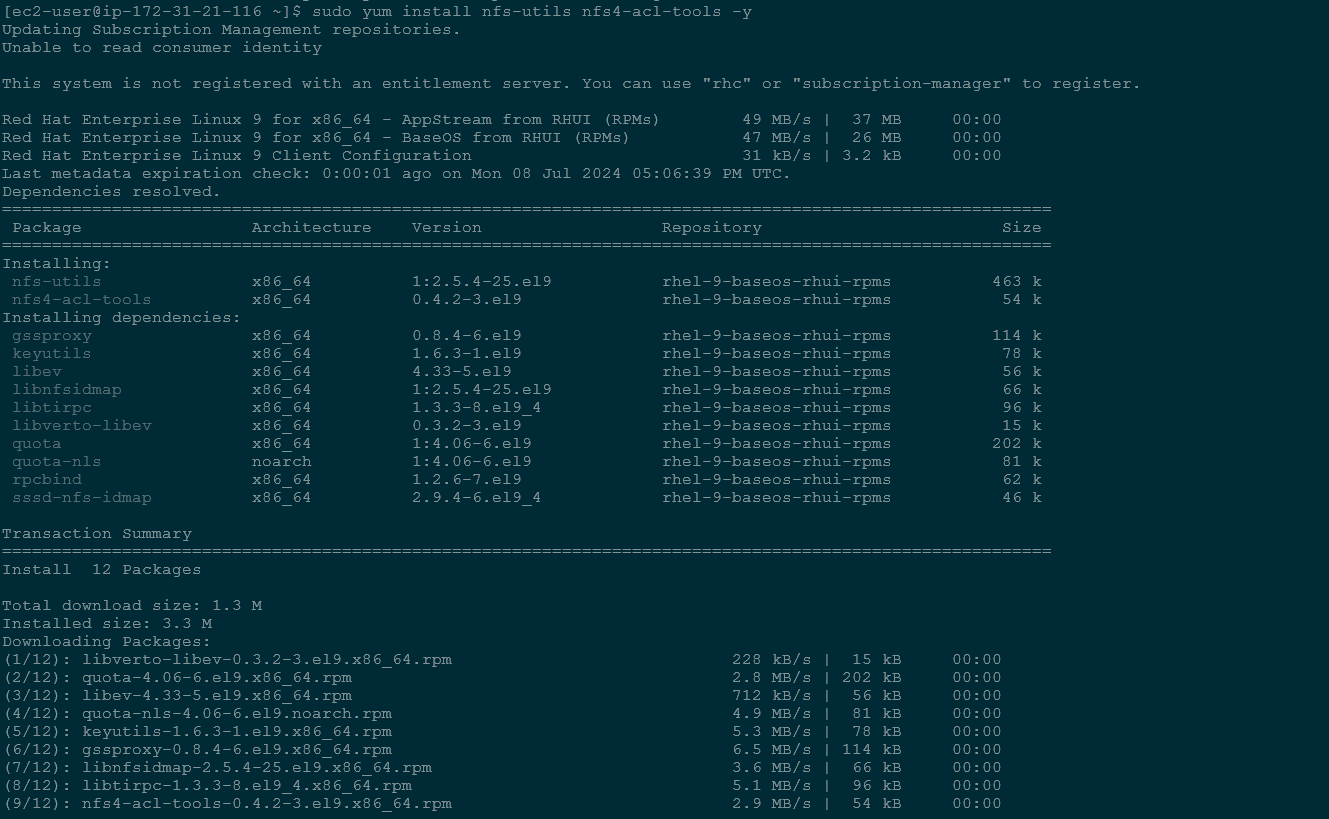 [ec2-user@ip-172-31-21-116 ~]$ sudo yum install nfs-utils nfs4-acl-tools -y
Updating Subscription Management repositories.
Unable to read consumer identity
This system is not registered with an entitlement server. You can use "rhc" or "subscription-manager" to register.
Red Hat Enterprise Linux 9 for x86_64 - AppStream from RHUI (RPMs) 49 MB/s | 37 MB 00:00
Red Hat Enterprise Linux 9 for x86_64 - BaseOS from RHUI (RPMs) 47 MB/s | 26 MB 00:00
Red Hat Enterprise Linux 9 Client Configuration 31 kB/s | 3.2 kB 00:00
Last metadata expiration check: 0:00:01 ago on Mon 08 Jul 2024 05:06:39 PM UTC.
Dependencies resolved.
Package Architecture Version Repository Size
Installing:
nfs-utils x86_64 1:2.5.4-25.el9 rhel-9-baseos-rhui-rpms 463 k
nfs4-acl-tools x86_64 0.4.2-3.el9 rhel-9-baseos-rhui-rpms 54 k
Installing dependencies:
gssproxy x86_64 0.8.4-6.el9 rhel-9-baseos-rhui-rpms 114 k
keyutils x86_64 1.6.3-1.el9 rhel-9-baseos-rhui-rpms 78 k
libev x86_64 4.33-5.el9 rhel-9-baseos-rhui-rpms 56 k
libnfsidmap x86_64 1:2.5.4-25.el9 rhel-9-baseos-rhui-rpms 66 k
libtirpc x86_64 1.3.3-8.el9_4 rhel-9-baseos-rhui-rpms 96 k
libverto-libev x86_64 0.3.2-3.el9 rhel-9-baseos-rhui-rpms 15 k
quota x86_64 1:4.06-6.el9 rhel-9-baseos-rhui-rpms 202 k
quota-nls noarch 1:4.06-6.el9 rhel-9-baseos-rhui-rpms 81 k
rpcbind x86_64 1.2.6-7.el9 rhel-9-baseos-rhui-rpms 62 k
sssd-nfs-idmap x86_64 2.9.4-6.el9_4 rhel-9-baseos-rhui-rpms 46 k
Transaction Summary
Install 12 Packages
Total download size: 1.3 M
Installed size: 3.3 M
Downloading Packages:
(1/12): libverto-libev-0.3.2-3.el9.x86_64.rpm 228 kB/s | 15 kB 00:00
(2/12): quota-4.06-6.el9.x86_64.rpm 2.8 MB/s | 202 kB 00:00
(3/12): libev-4.33-5.el9.x86_64.rpm 712 kB/s | 56 kB 00:00
(4/12): quota-nls-4.06-6.el9.noarch.rpm 4.9 MB/s | 81 kB 00:00
(5/12): keyutils-1.6.3-1.el9.x86_64.rpm 5.3 MB/s | 78 kB 00:00
(6/12): gssproxy-0.8.4-6.el9.x86_64.rpm 6.5 MB/s | 114 kB 00:00
(7/12): libnfsidmap-2.5.4-25.el9.x86_64.rpm 3.6 MB/s | 66 kB 00:00
(8/12): libtirpc-1.3.3-8.el9_4.x86_64.rpm 5.1 MB/s | 96 kB 00:00
(9/12): nfs4-acl-tools-0.4.2-3.el9.x86_64.rpm 2.9 MB/s | 54 kB 00:00